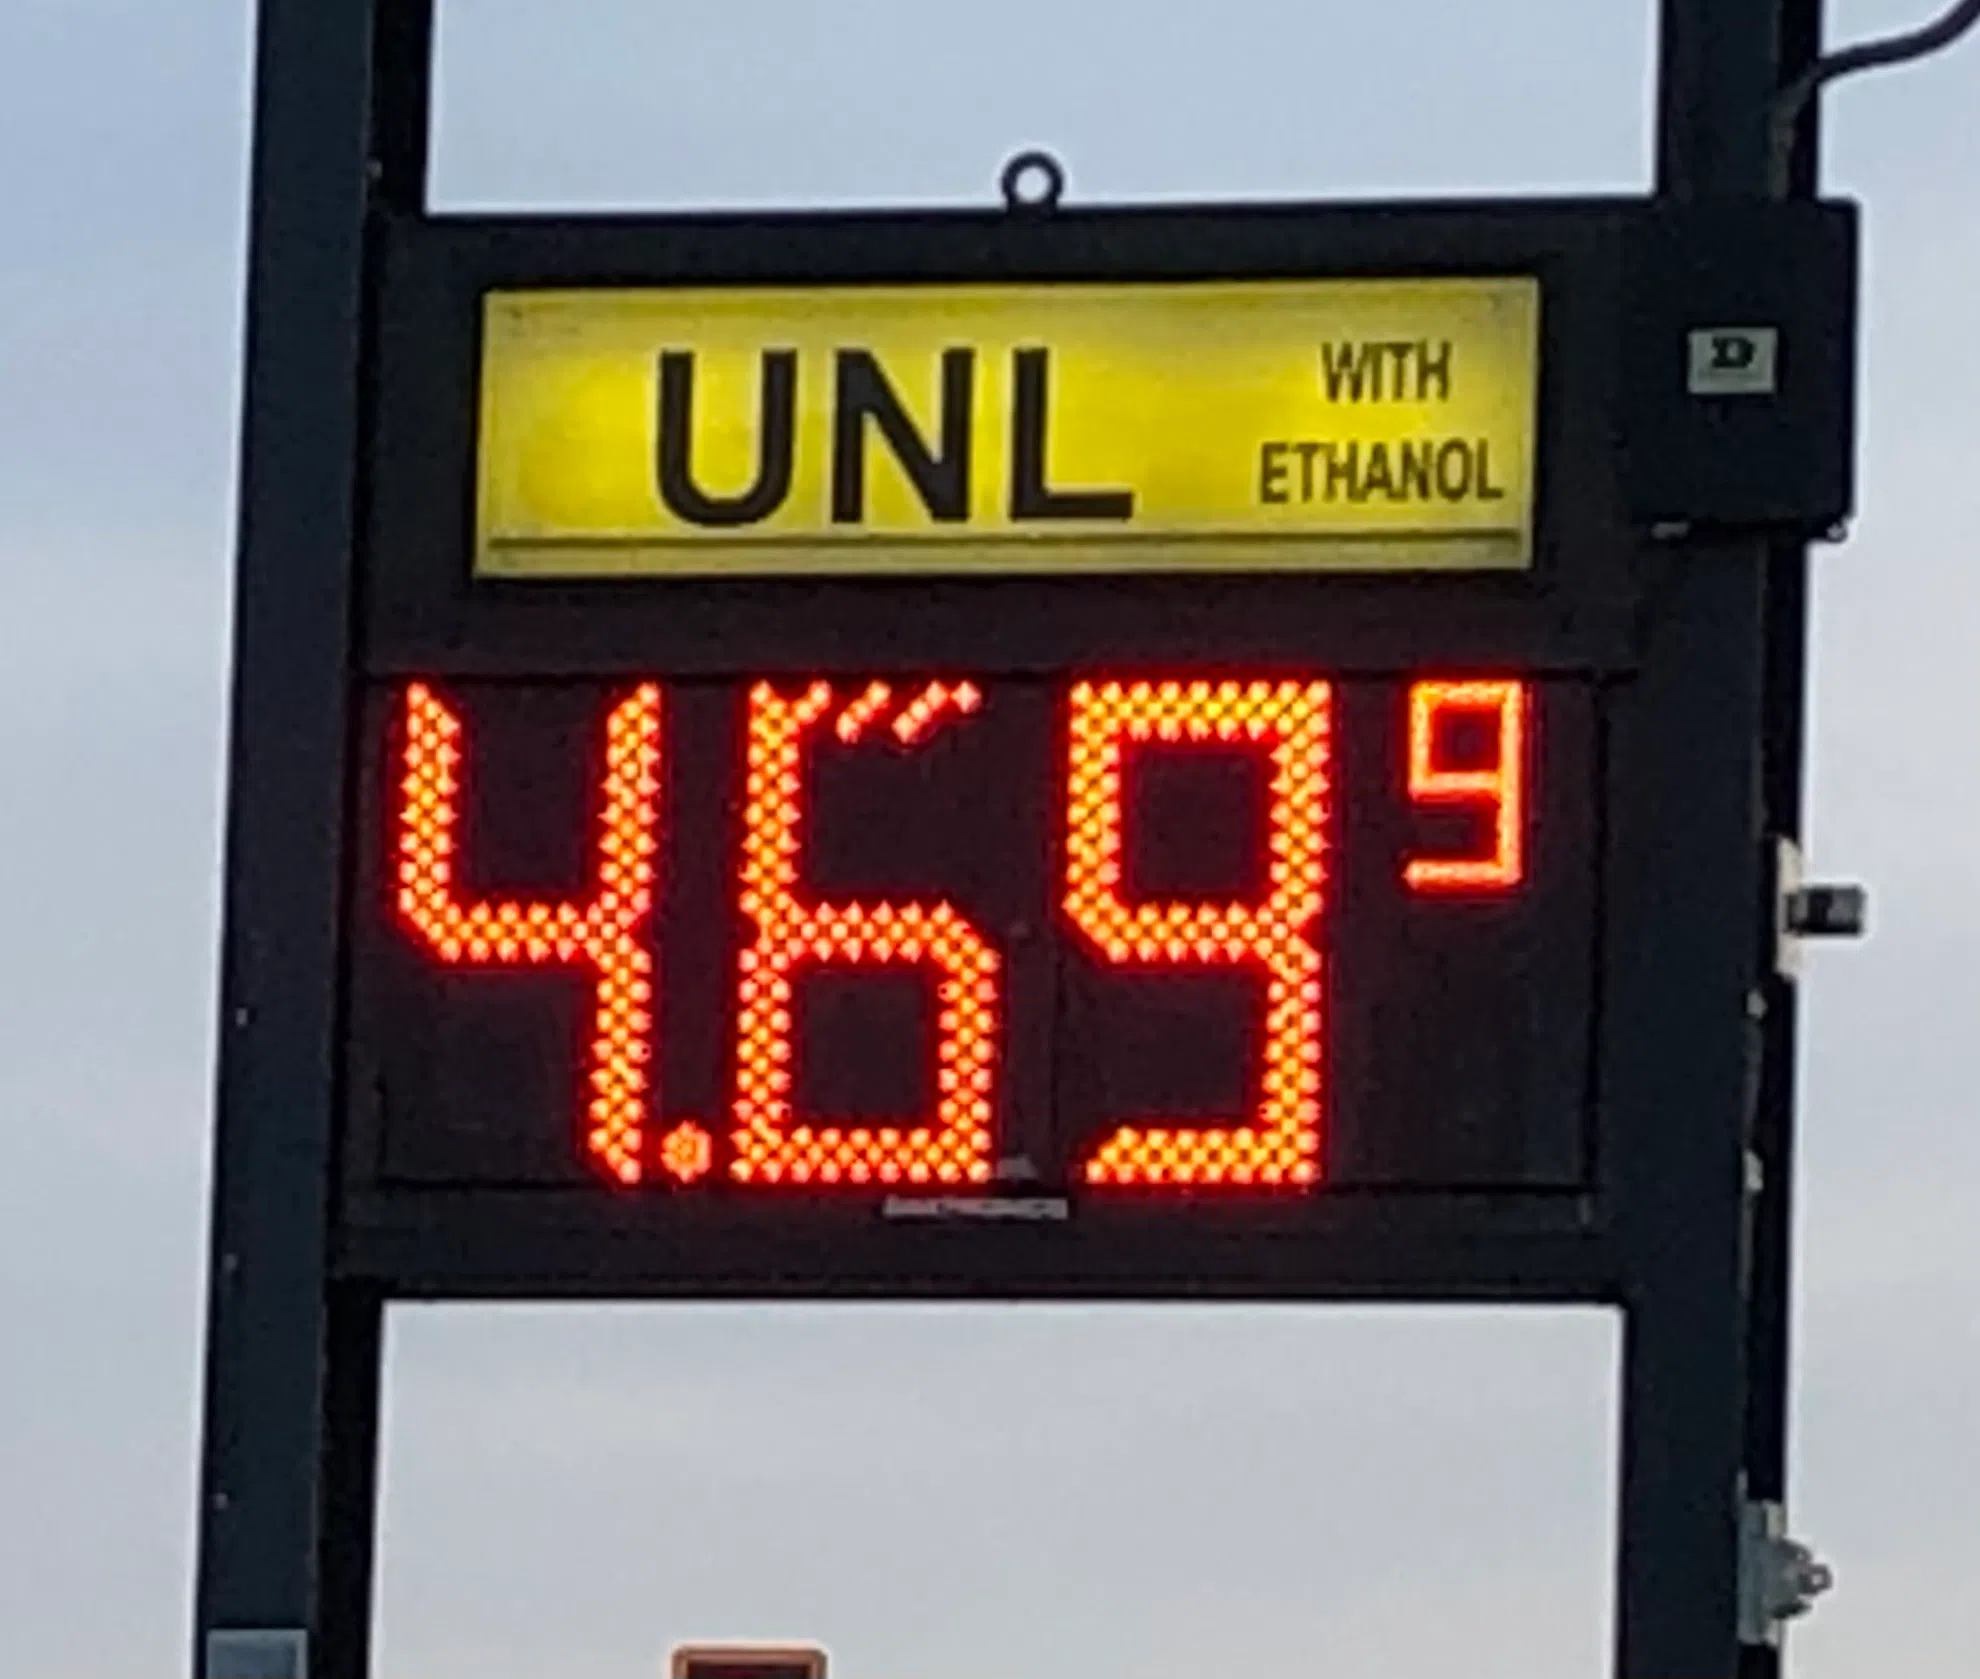 UNL WITH
ETHANOL
4.69 9
D